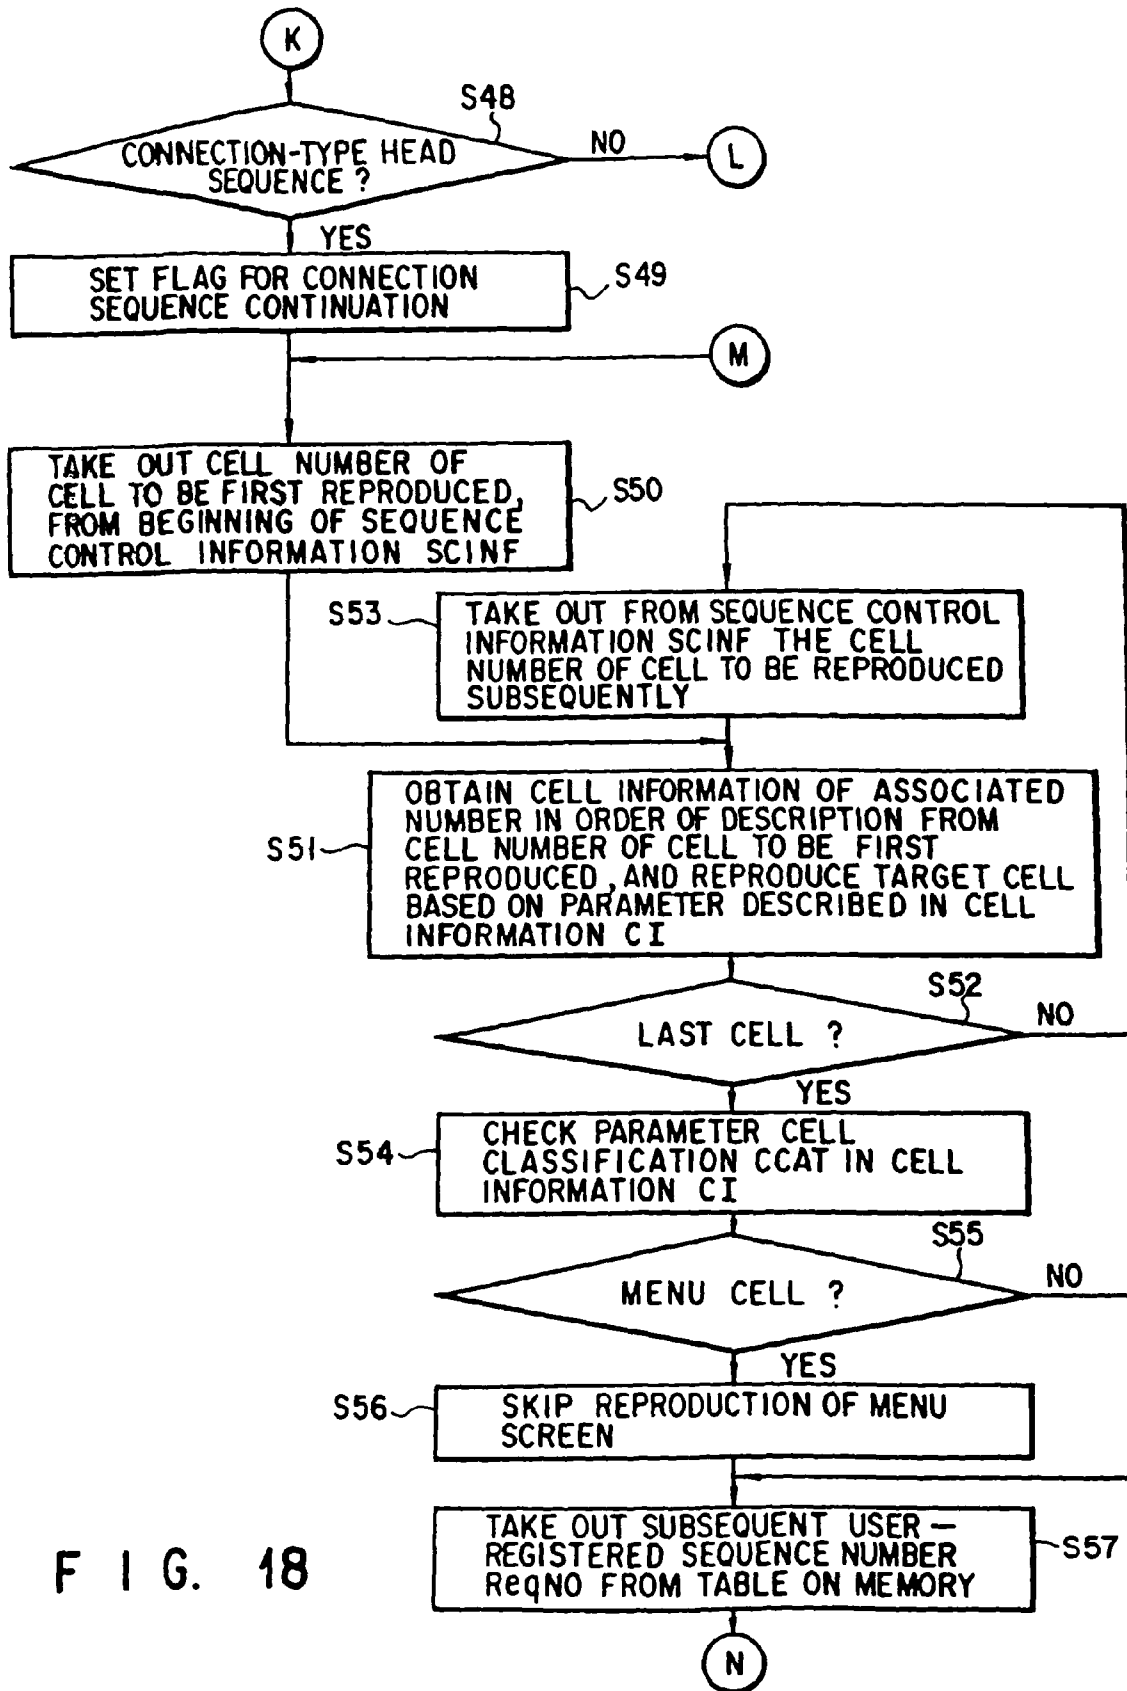 K
S48
CONNECTION-TYPE HEAD
SEQUENCE ?
NO
L
YES
SET FLAG FOR CONNECTION
SEQUENCE CONTINUATION
S49
M
TAKE OUT CELL NUMBER OF
CELL TO BE FIRST REPRODUCED,
FROM BEGINNING OF SEQUENCE
CONTROL INFORMATION SCINF
S50
S53
TAKE OUT FROM SEQUENCE CONTROL
INFORMATION SCINF THE CELL
NUMBER OF CELL TO BE REPRODUCED
SUBSEQUENTLY
S51
OBTAIN CELL INFORMATION OF ASSOCIATED
NUMBER IN ORDER OF DESCRIPTION FROM
CELL NUMBER OF CELL TO BE FIRST
REPRODUCED, AND REPRODUCE TARGET CELL
BASED ON PARAMETER DESCRIBED IN CELL
INFORMATION CI
S52
LAST CELL ?
NO
YES
S54
CHECK PARAMETER CELL
CLASSIFICATION CCAT IN CELL
INFORMATION CI
S55
MENU CELL ?
NO
YES
S56
SKIP REPRODUCTION OF MENU
SCREEN
TAKE OUT SUBSEQUENT USER—
REGISTERED SEQUENCE NUMBER
ReqNO FROM TABLE ON MEMORY
S57
N
FIG. 18